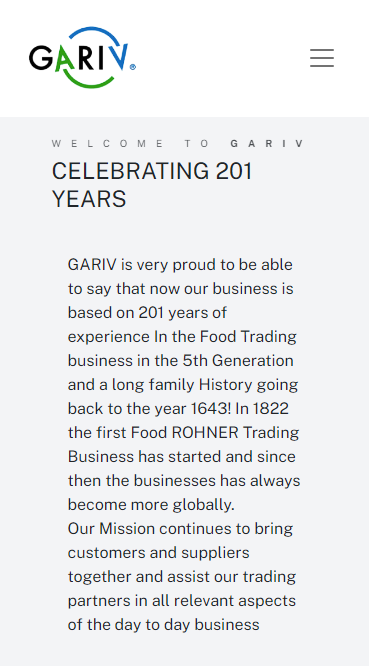 GARIV®
WELCOME TO GARIV
CELEBRATING 201
YEARS
GARIV is very proud to be able
to say that now our business is
based on 201 years of
experience In the Food Trading
business in the 5th Generation
and a long family History going
back to the year 1643! In 1822
the first Food ROHNER Trading
Business has started and since
then the businesses has always
become more globally.
Our Mission continues to bring
customers and suppliers
together and assist our trading
partners in all relevant aspects
of the day to day business